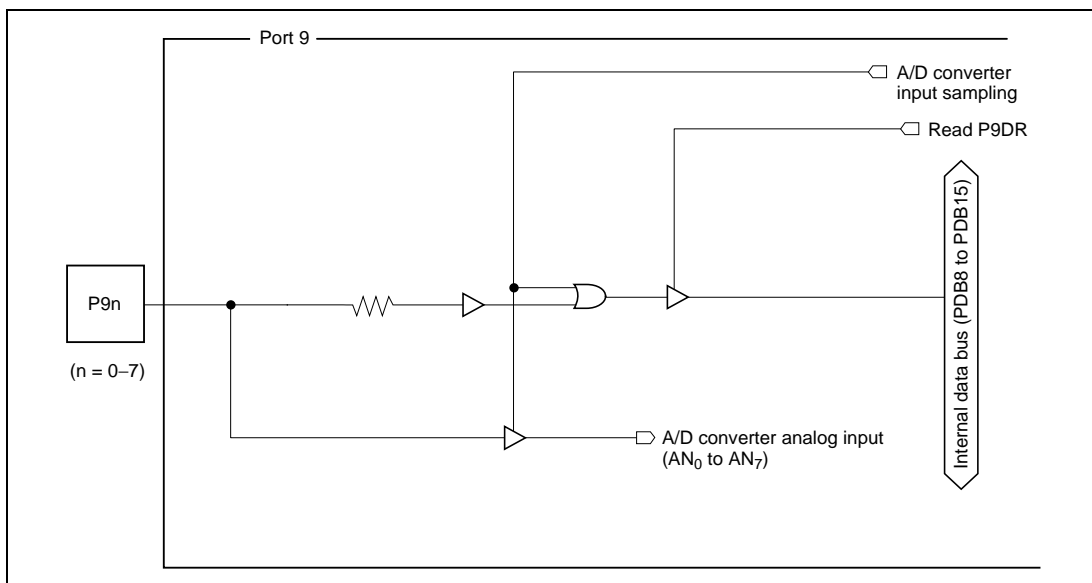 Port 9
A/D converter
input sampling
Read P9DR
P9n
(n = 0–7)
Internal data bus (PDB8 to PDB15)
A/D converter analog input
(AN0 to AN7)